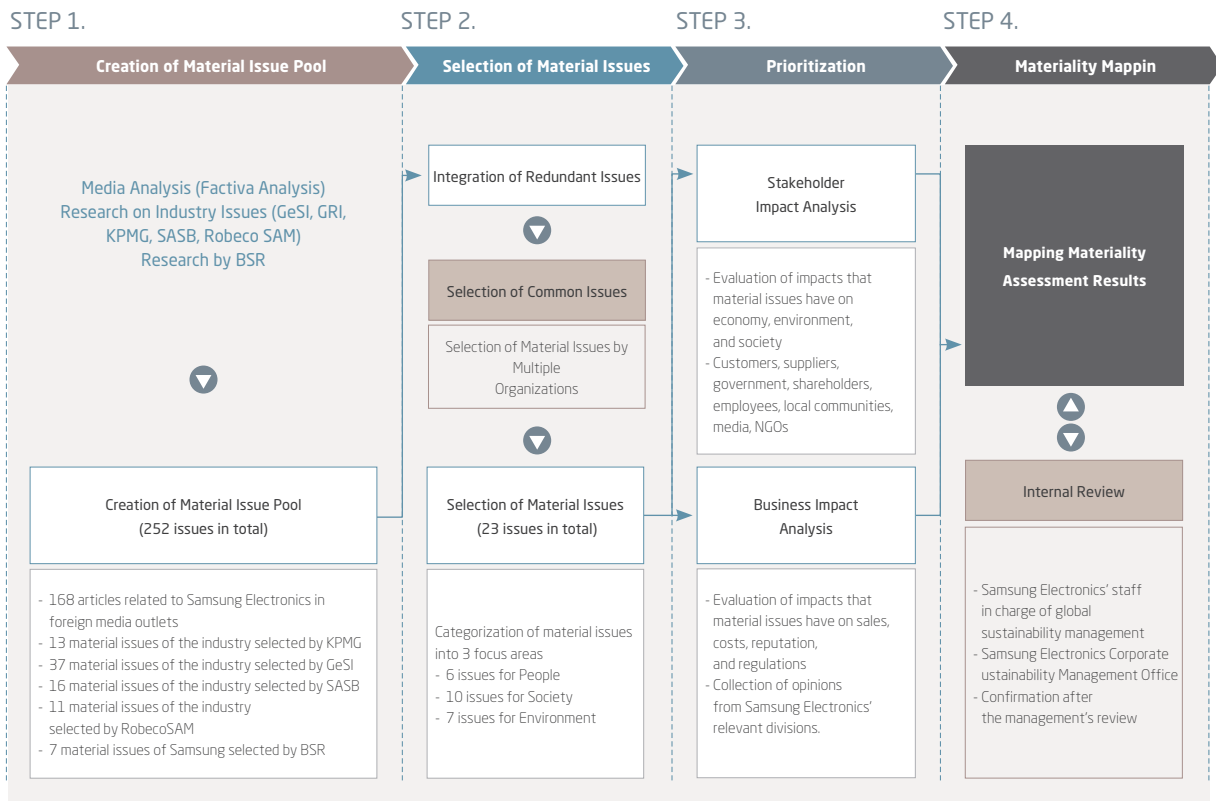 STEP 1.
Creation of Material Issue Pool
Media Analysis (Factiva Analysis)
Research on Industry Issues (GeSI, GRI,
KPMG, SASB, Robeco SAM)
Research by BSR
Creation of Material Issue Pool
(252 issues in total)
- 168 articles related to Samsung Electronics in
foreign media outlets
- 13 material issues of the industry selected by KPMG
- 37 material issues of the industry selected by GeSI
- 16 material issues of the industry selected by SASB
- 11 material issues of the industry
selected by RobecoSAM
- 7 material issues of Samsung selected by BSR
STEP 2.
Selection of Material Issues
Integration of Redundant Issues
Selection of Common Issues
Selection of Material Issues by
Multiple
Organizations
Selection of Material Issues
(23 issues in total)
Categorization of material issues
into 3 focus areas
- 6 issues for People
- 10 issues for Society
- 7 issues for Environment
STEP 3.
Prioritization
Stakeholder
Impact Analysis
- Evaluation of impacts that
material issues have on
economy, environment,
and society
- Customers, suppliers,
government, shareholders,
employees, local communities,
media, NGOs
Business Impact
Analysis
- Evaluation of impacts that
material issues have on sales,
costs, reputation,
and regulations
- Collection of opinions
from Samsung Electronics'
relevant divisions.
STEP 4.
Materiality Mappin
Mapping Materiality
Assessment Results
Internal Review
- Samsung Electronics' staff
in charge of global
sustainability management
- Samsung Electronics Corporate
ustainability Management Office
- Confirmation after
the management's review